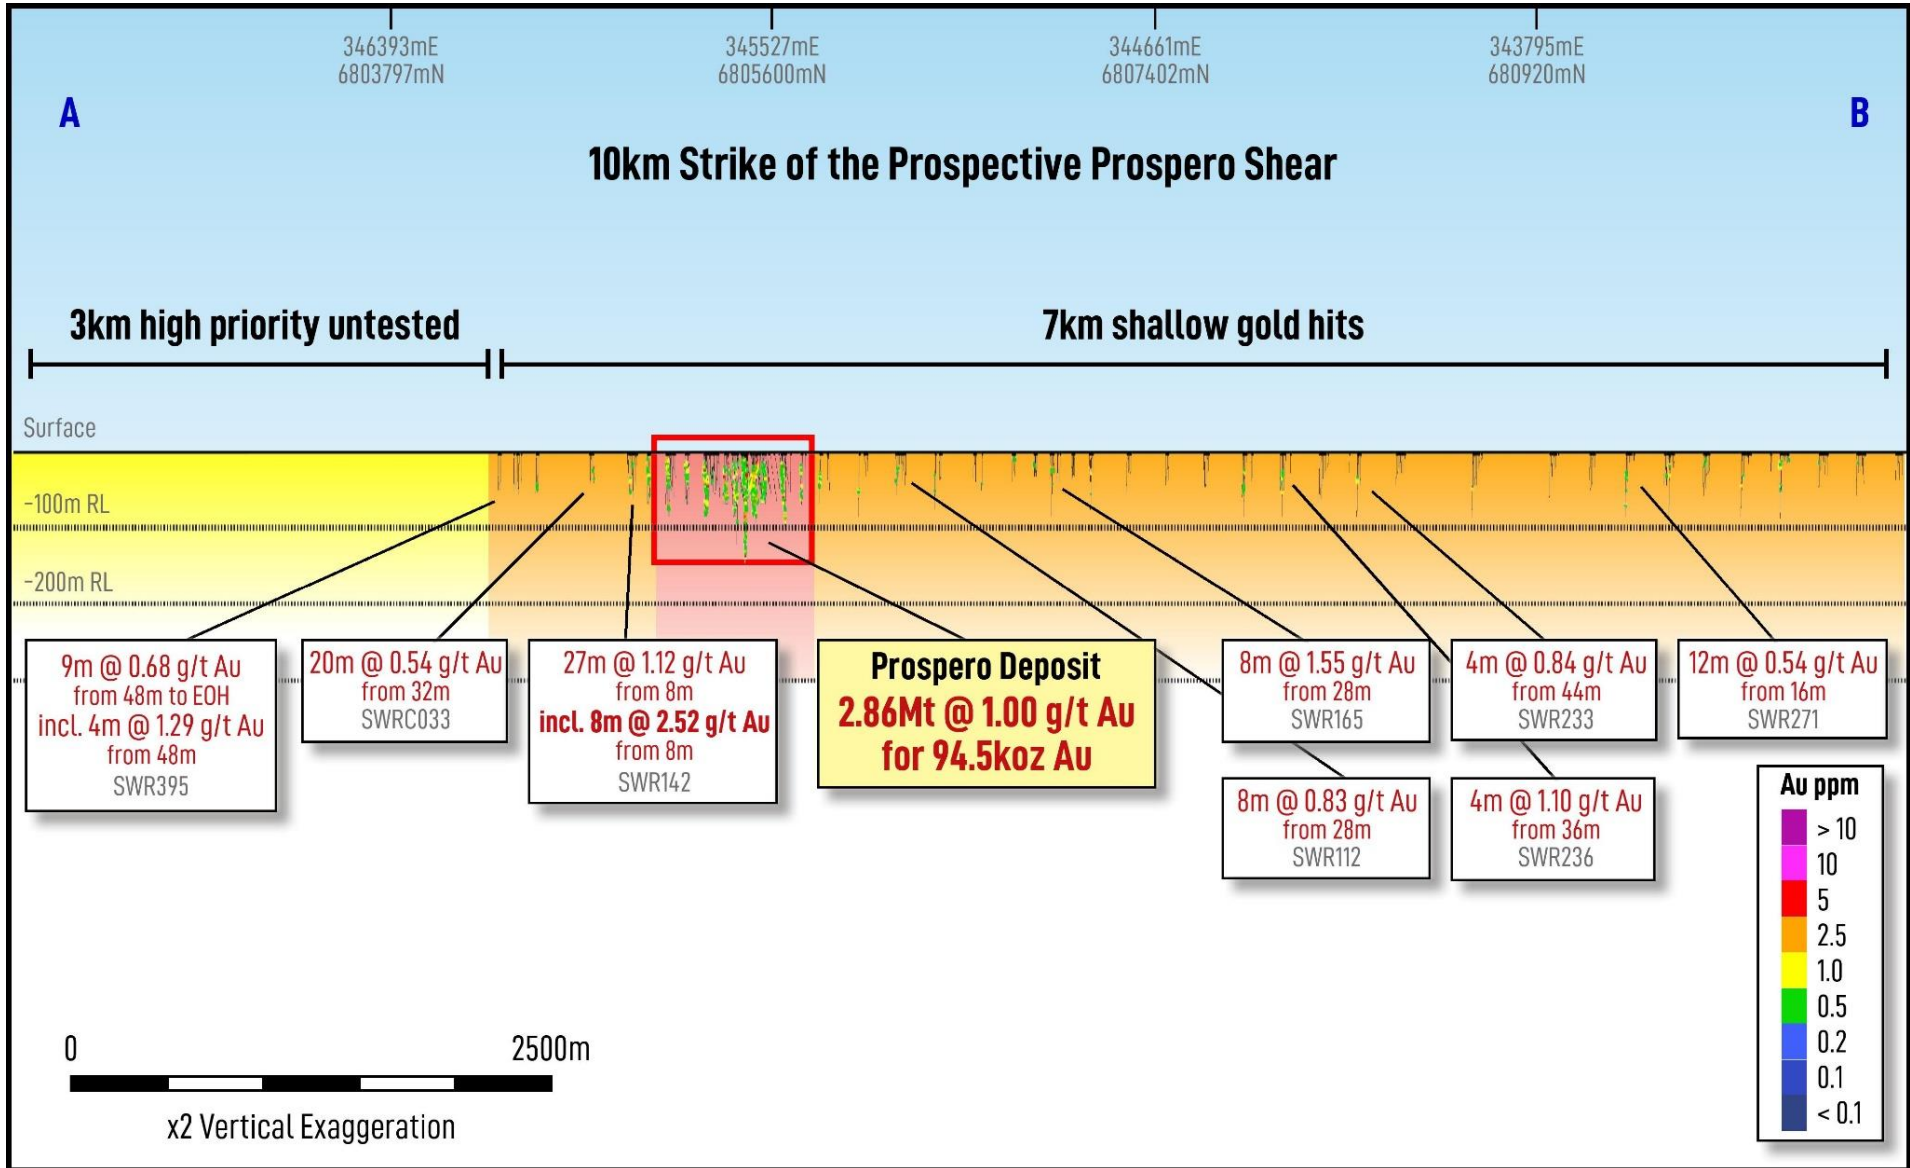 346393mE
6803797mN
345527mE
6805600mN
344661mE
6807402mN
343795mE
680920mN
A
B
10km Strike of the Prospective Prospero Shear
3km high priority untested
7km shallow gold hits
Surface
-100m RL
-200m RL
9m @ 0.68 g/t Au
from 48m to EOH
incl. 4m @ 1.29 g/t Au
from 48m
SWR395
20m @ 0.54 g/t Au
from 32m
SWRC033
27m @ 1.12 g/t Au
from 8m
incl. 8m @ 2.52 g/t Au
from 8m
SWR142
Prospero Deposit
2.86Mt @ 1.00 g/t Au
for 94.5koz Au
8m @ 1.55 g/t Au
from 28m
SWR165
4m @ 0.84 g/t Au
from 44m
SWR233
12m @ 0.54 g/t Au
from 16m
SWR271
8m @ 0.83 g/t Au
from 28m
SWR112
4m @ 1.10 g/t Au
from 36m
SWR236
Au ppm
> 10
10
5
2.5
1.0
0.5
0.2
0.1
< 0.1
0 2500m
x2 Vertical Exaggeration